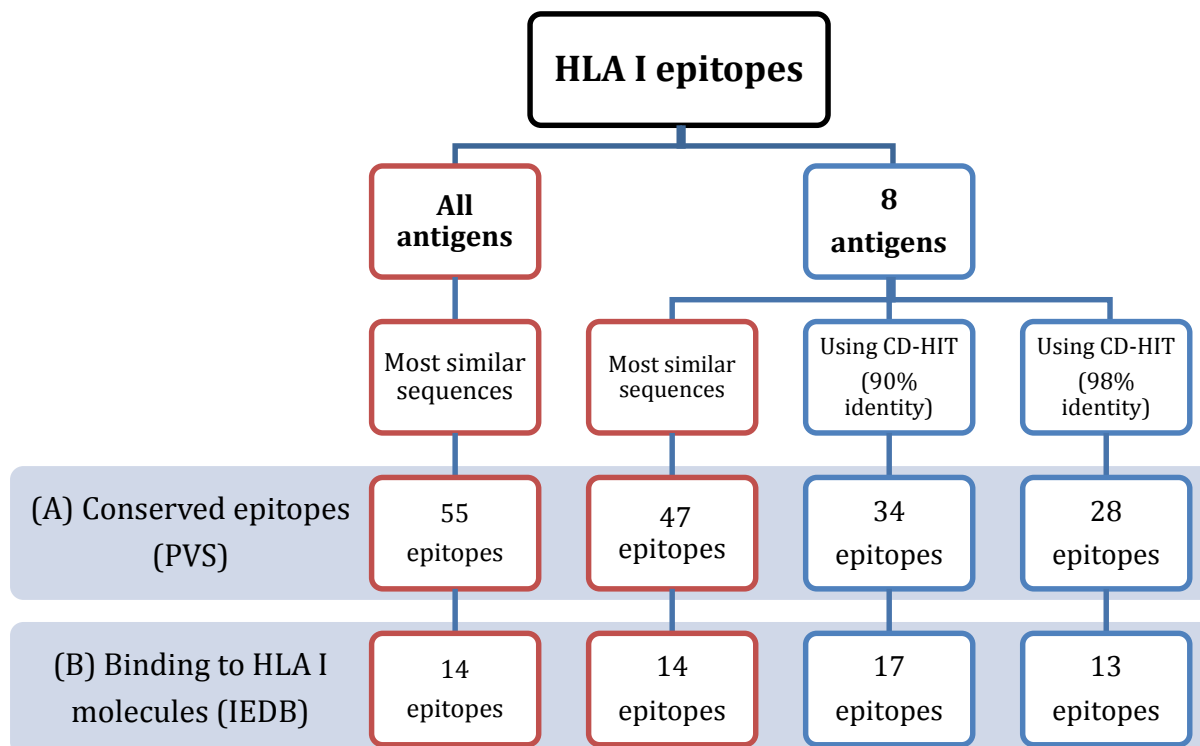 HLA I epitopes
All
antigens
8
antigens
Most similar
sequences
Most similar
sequences
Using CD-HIT
(90%
identity)
Using CD-HIT
(98%
identity)
(A) Conserved epitopes
(PVS)
55
epitopes
47
epitopes
34
epitopes
28
epitopes
(B) Binding to HLA I
molecules (IEDB)
14
epitopes
14
epitopes
17
epitopes
13
epitopes